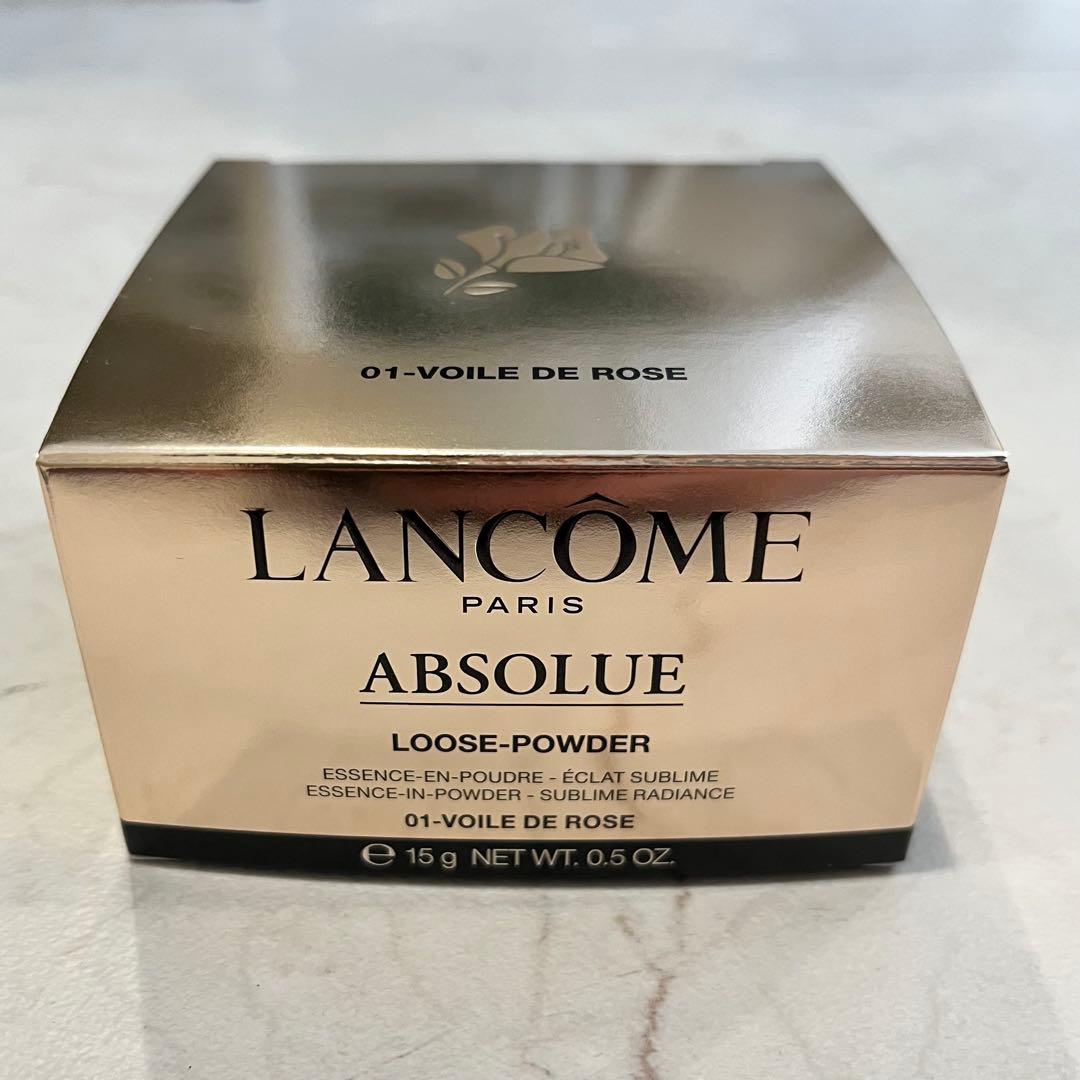 01-VOILE DE ROSE
LANCÔME
PARIS
ABSOLUE
LOOSE-POWDER
ESSENCE-EN-POUDRE - ÉCLAT SUBLIME
ESSENCE-IN-POWDER - SUBLIME RADIANCE
01-VOILE DE ROSE
℮ 15 g NET WT. 0.5 OZ.